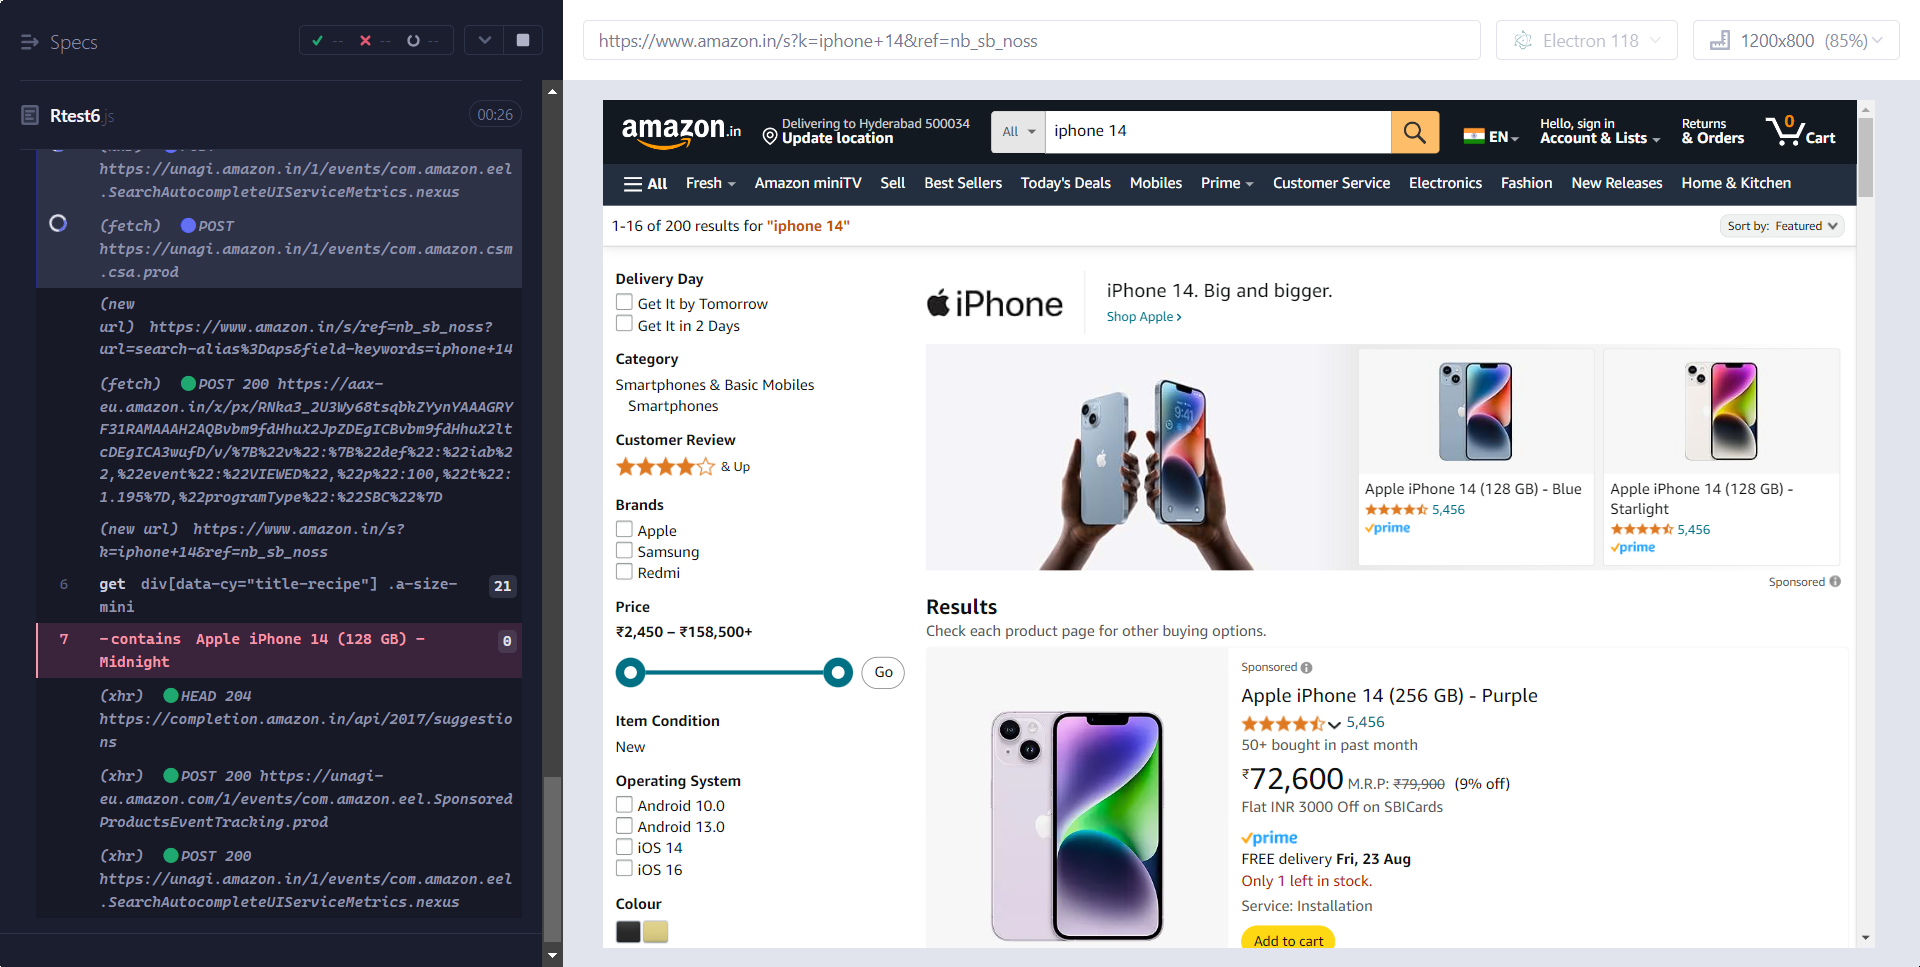 Specs
--
--
--
https://www.amazon.in/s?k=iphone+14&ref=nb_sb_noss
Electron 118
1200x800 (85%)
Rtest6.js
00:26
https://unagi.amazon.in/1/events/com.amazon.eel
.SearchAutocompleteUIServiceMetrics.nexus
(fetch) POST
https://unagi.amazon.in/1/events/com.amazon.csm
.csa.prod
(new
url) https://www.amazon.in/s/ref=nb_sb_noss?
url=search-alias%3Daps&field-keywords=iphone+14
(fetch) POST 200 https://aax-
eu.amazon.in/x/px/RNka3_2U3Wy68tsqbkZYynYAAAGRY
F31RAMAAAH2AQBvbm9fdHhuX2JpZDEgICBvbm9fdHhuX2lt
cDEgICA3wufD/v/%7B%22v%22:%7B%22def%22:%22iab%2
2,%22event%22:%22VIEWED%22,%22p%22:100,%22t%22:
1.195%7D,%22programType%22:%22SBC%22%7D
(new url) https://www.amazon.in/s?
k=iphone+14&ref=nb_sb_noss
6 get div[data-cy="title-recipe"] .a-size-
mini
21
7 -contains Apple iPhone 14 (128 GB) -
Midnight
0
(xhr) HEAD 204
https://completion.amazon.in/api/2017/suggestio
ns
(xhr) POST 200 https://unagi-
eu.amazon.com/1/events/com.amazon.eel.Sponsored
ProductsEventTracking.prod
(xhr) POST 200
https://unagi.amazon.in/1/events/com.amazon.eel
.SearchAutocompleteUIServiceMetrics.nexus
amazon.in
Delivering to Hyderabad 500034
Update location
All
iphone 14
EN
Hello, sign in
Account & Lists
Returns
& Orders
0
Cart
All Fresh Amazon miniTV Sell Best Sellers Today's Deals Mobiles Prime Customer Service Electronics Fashion New Releases Home & Kitchen
1-16 of 200 results for "iphone 14"
Sort by: Featured
Delivery Day
Get It by Tomorrow
Get It in 2 Days
Category
Smartphones & Basic Mobiles
Smartphones
Customer Review
& Up
Brands
Apple
Samsung
Redmi
Price
₹2,450 – ₹158,500+
Go
Item Condition
New
Operating System
Android 10.0
Android 13.0
iOS 14
iOS 16
Colour
iPhone
iPhone 14. Big and bigger.
Shop Apple ›
9:41
Apple iPhone 14 (128 GB) - Blue
5,456
prime
Apple iPhone 14 (128 GB) -
Starlight
5,456
prime
Sponsored
Results
Check each product page for other buying options.
Sponsored
Apple iPhone 14 (256 GB) - Purple
5,456
50+ bought in past month
₹72,600 M.R.P: ₹79,900 (9% off)
Flat INR 3000 Off on SBICards
prime
FREE delivery Fri, 23 Aug
Only 1 left in stock.
Service: Installation
Add to cart